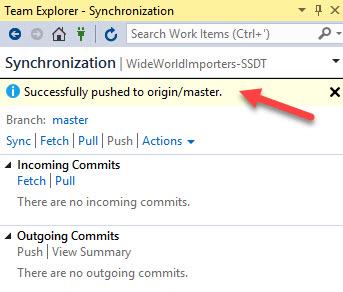 Team Explorer - Synchronization
Search Work Items (Ctrl+')
Synchronization | WideWorldImporters-SSDT
Successfully pushed to origin/master.
Branch: master
Sync | Fetch | Pull | Push | Actions
Incoming Commits
Fetch | Pull
There are no incoming commits.
Outgoing Commits
Push | View Summary
There are no outgoing commits.